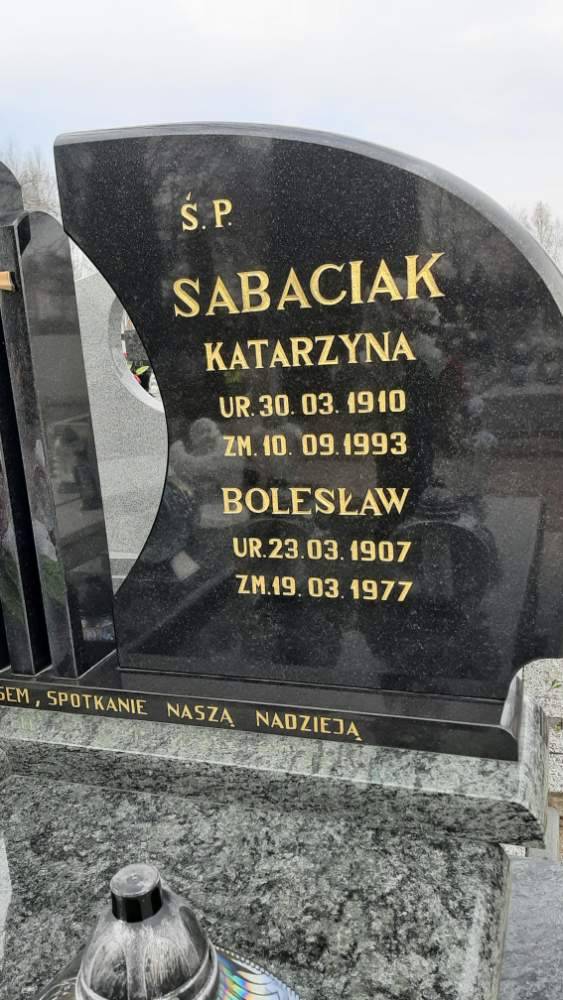 Ś. P.
SABACIAK
KATARZYNA
UR. 30. 03. 1910
ZM. 10. 09. 1993
BOLESŁAW
UR. 23. 03. 1907
ZM. 19. 03. 1977
SPOTKANIE NASZĄ NADZIEJĄ